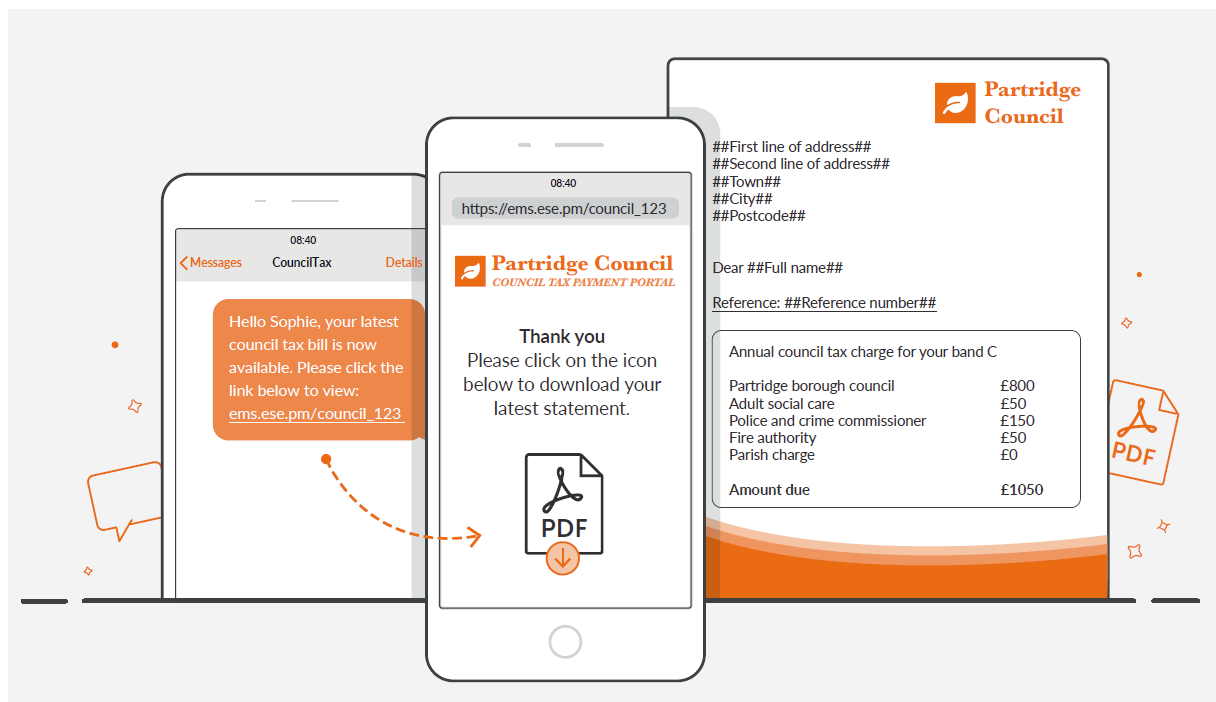 08:40
Messages CouncilTax Details
Hello Sophie, your latest
council tax bill is now
available. Please click the
link below to view:
ems.ese.pm/council_123
08:40
https://ems.ese.pm/council_123
Partridge Council
COUNCIL TAX PAYMENT PORTAL
Thank you
Please click on the icon
below to download your
latest statement.
PDF
Partridge
Council
##First line of address##
##Second line of address##
##Town##
##City##
##Postcode##
Dear ##Full name##
Reference: ##Reference number##
Annual council tax charge for your band C
Partridge borough council £800
Adult social care £50
Police and crime commissioner £150
Fire authority £50
Parish charge £0
Amount due £1050
PDF